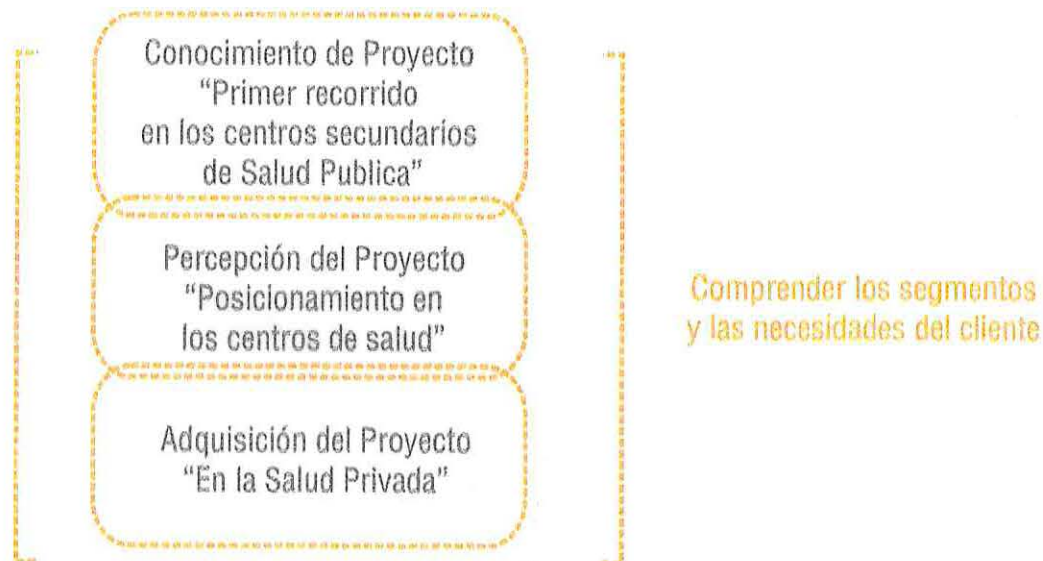 Conocimiento de Proyecto
“Primer recorrido
en los centros secundarios
de Salud Publica”
Percepción del Proyecto
“Posicionamiento en
los centros de salud”
Adquisición del Proyecto
“En la Salud Privada”
Comprender los segmentos
y las necesidades del cliente